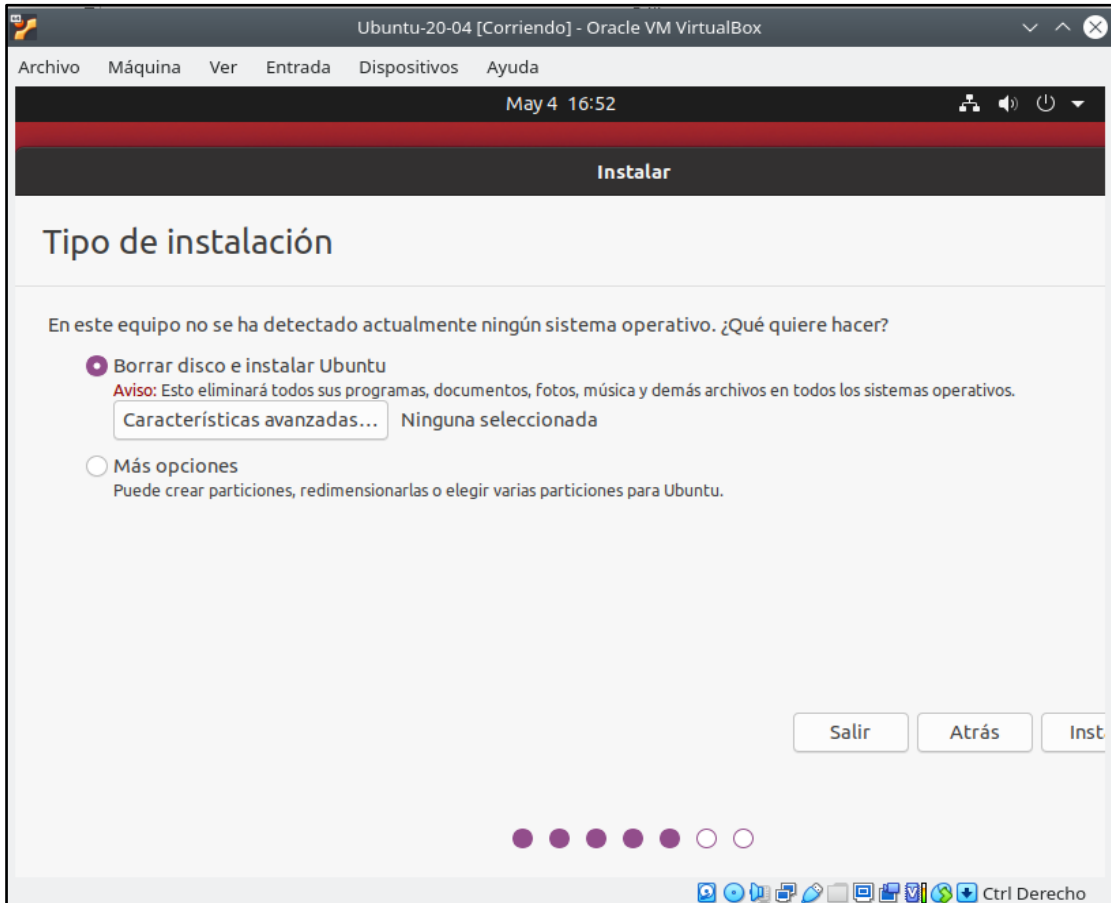 Ubuntu-20-04 [Corriendo] - Oracle VM VirtualBox
Archivo Máquina Ver Entrada Dispositivos Ayuda
May 4 16:52
Instalar
Tipo de instalación
En este equipo no se ha detectado actualmente ningún sistema operativo. ¿Qué quiere hacer?
Borrar disco e instalar Ubuntu
Aviso: Esto eliminará todos sus programas, documentos, fotos, música y demás archivos en todos los sistemas operativos.
Características avanzadas... Ninguna seleccionada
Más opciones
Puede crear particiones, redimensionarlas o elegir varias particiones para Ubuntu.
Salir Atrás Inst
Ctrl Derecho